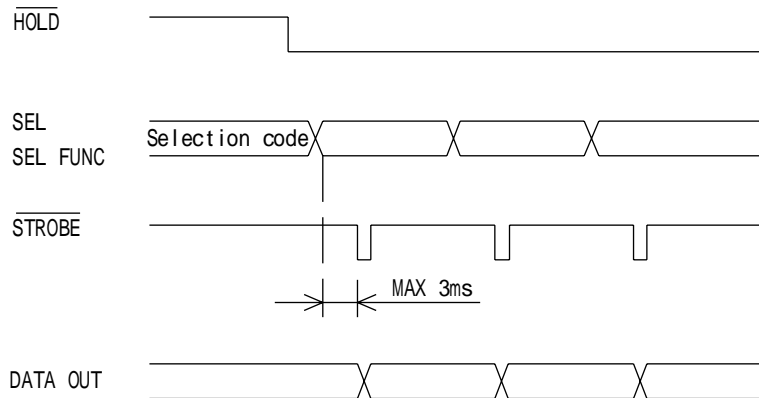 HOLD
SEL
Selection code
SEL FUNC
STROBE
MAX 3ms
DATA OUT